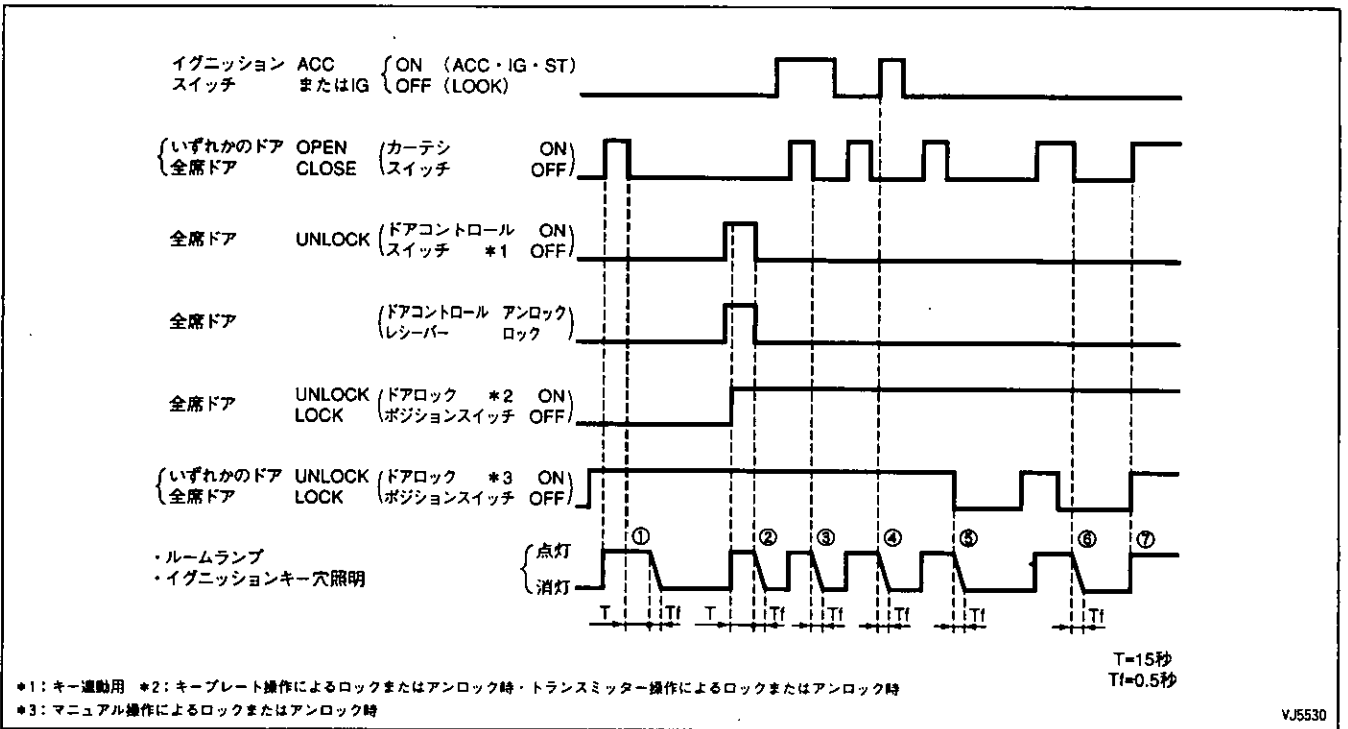 イグニッション ACC ON (ACC・IG・ST)
スイッチ またはIG OFF (LOOK)
いずれかのドア OPEN カーテシ ON
全席ドア CLOSE スイッチ OFF
全席ドア UNLOCK ドアコントロール ON
スイッチ *1 OFF
全席ドア ドアコントロール アンロック
レシーバー ロック
全席ドア UNLOCK ドアロック *2 ON
LOCK ポジションスイッチ OFF
いずれかのドア UNLOCK ドアロック *3 ON
全席ドア LOCK ポジションスイッチ OFF
① ② ③ ④ ⑤ ⑥ ⑦
・ルームランプ 点灯
・イグニッションキー穴照明 消灯
T Tf T Tf Tf Tf Tf Tf
T=15秒
Tf=0.5秒
*1:キー連動用 *2:キープレート操作によるロックまたはアンロック時・トランスミッター操作によるロックまたはアンロック時
*3:マニュアル操作によるロックまたはアンロック時
VJ5530